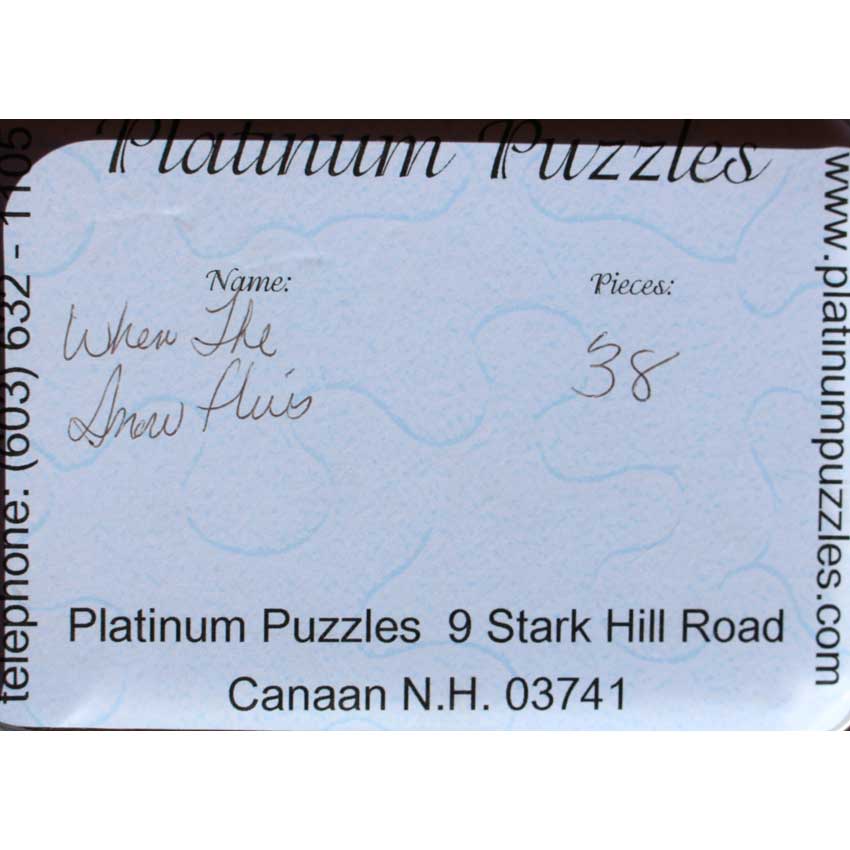 Platinum Puzzles
Name:
Pieces:
When The
Snow fluis
38
Platinum Puzzles 9 Stark Hill Road
Canaan N.H. 03741
telephone: (603) 632 - 1105
www.platinumpuzzles.com